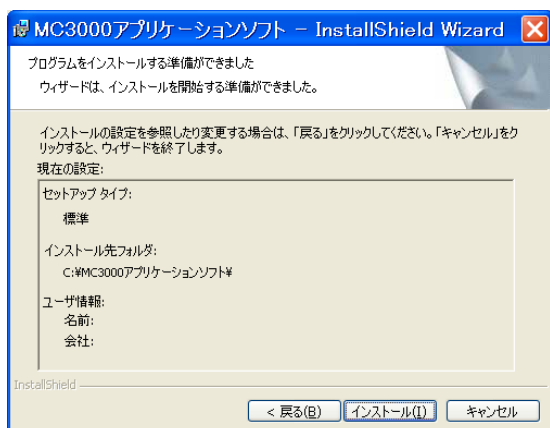 MC3000アプリケーションソフト － InstallShield Wizard
プログラムをインストールする準備ができました
ウィザードは、インストールを開始する準備ができました。
インストールの設定を参照したり変更する場合は、「戻る」をクリックしてください。「キャンセル」をク
リックすると、ウィザードを終了します。
現在の設定:
セットアップ タイプ:
標準
インストール先フォルダ:
C:¥MC3000アプリケーションソフト¥
ユーザ情報:
名前:
会社:
InstallShield
< 戻る(B)
インストール(I)
キャンセル